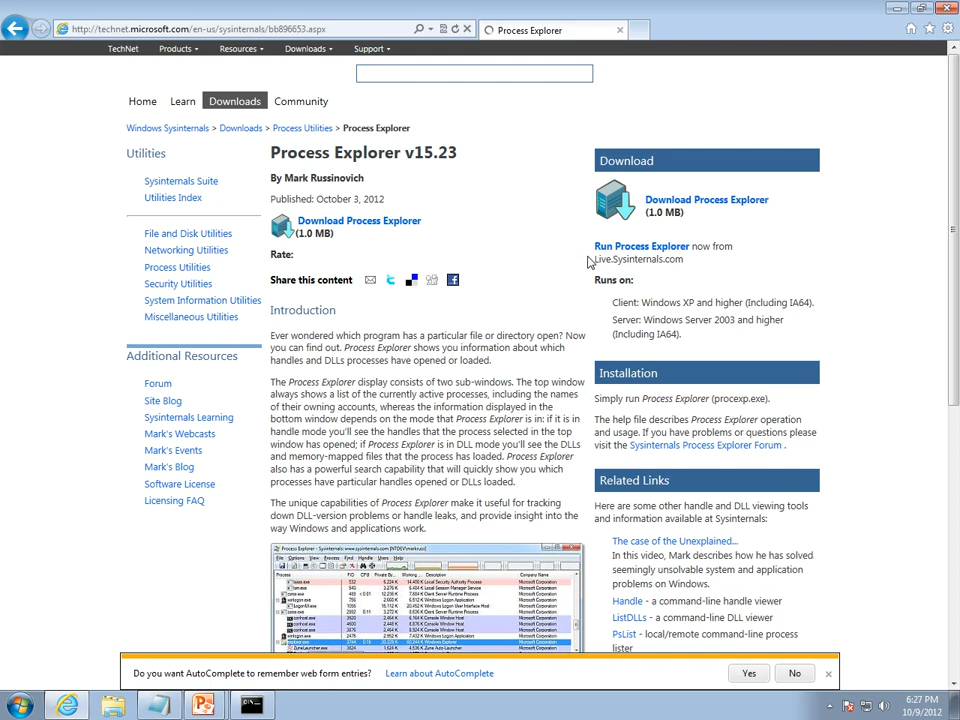 http://technet.microsoft.com/en-us/sysinternals/bb896653.aspx
Process Explorer
TechNet Products Resources Downloads Support
Home Learn Downloads Community
Windows Sysinternals > Downloads > Process Utilities > Process Explorer
Utilities
Sysinternals Suite
Utilities Index
File and Disk Utilities
Networking Utilities
Process Utilities
Security Utilities
System Information Utilities
Miscellaneous Utilities
Additional Resources
Forum
Site Blog
Sysinternals Learning
Mark's Webcasts
Mark's Events
Mark's Blog
Software License
Licensing FAQ
Process Explorer v15.23
By Mark Russinovich
Published: October 3, 2012
Download Process Explorer
(1.0 MB)
Rate:
Share this content
Introduction
Ever wondered which program has a particular file or directory open? Now
you can find out. Process Explorer shows you information about which
handles and DLLs processes have opened or loaded.
The Process Explorer display consists of two sub-windows. The top window
always shows a list of the currently active processes, including the names
of their owning accounts, whereas the information displayed in the
bottom window depends on the mode that Process Explorer is in: if it is in
handle mode you'll see the handles that the process selected in the top
window has opened; if Process Explorer is in DLL mode you'll see the DLLs
and memory-mapped files that the process has loaded. Process Explorer
also has a powerful search capability that will quickly show you which
processes have particular handles opened or DLLs loaded.
The unique capabilities of Process Explorer make it useful for tracking
down DLL-version problems or handle leaks, and provide insight into the
way Windows and applications work.
Download
Download Process Explorer
(1.0 MB)
Run Process Explorer now from
Live.Sysinternals.com
Runs on:
Client: Windows XP and higher (Including IA64).
Server: Windows Server 2003 and higher
(Including IA64).
Installation
Simply run Process Explorer (procexp.exe).
The help file describes Process Explorer operation
and usage. If you have problems or questions please
visit the Sysinternals Process Explorer Forum .
Related Links
Here are some other handle and DLL viewing tools
and information available at Sysinternals:
The case of the Unexplained...
In this video, Mark describes how he has solved
seemingly unsolvable system and application
problems on Windows.
Handle - a command-line handle viewer
ListDLLs - a command-line DLL viewer
PsList - local/remote command-line process
lister
Do you want AutoComplete to remember web form entries? Learn about AutoComplete Yes No
6:27 PM
10/9/2012